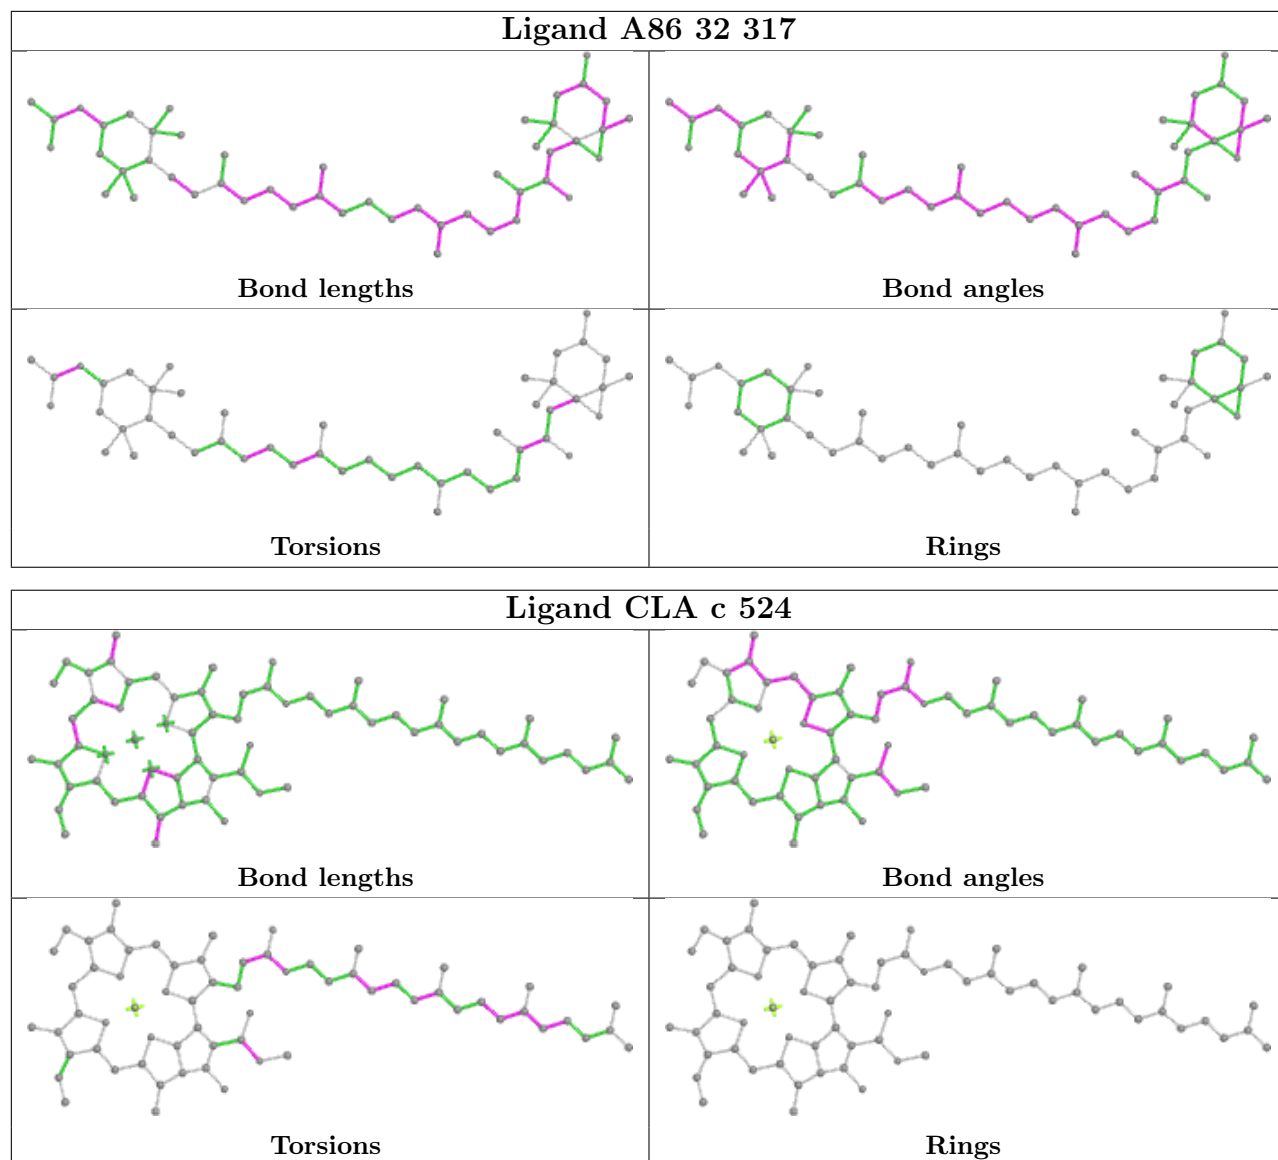 Ligand A86 32 317
Bond lengths
Bond angles
Torsions
Rings
Ligand CLA c 524
Bond lengths
Bond angles
Torsions
Rings